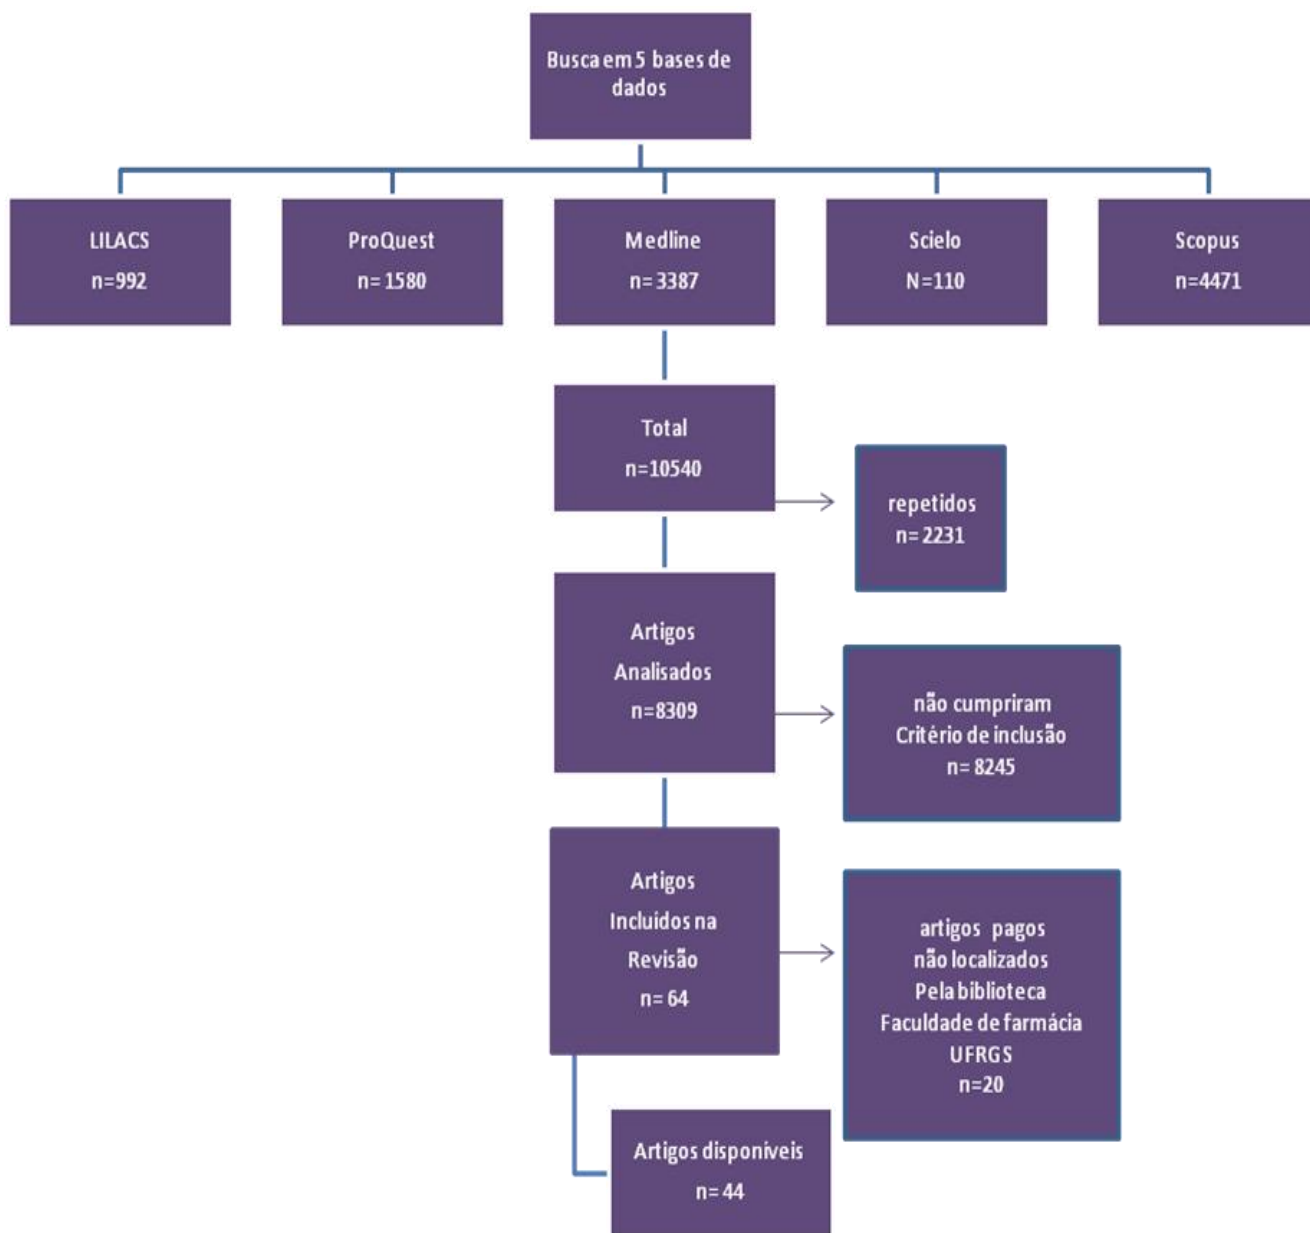 Busca em 5 bases de
dados
LILACS
n=992
ProQuest
n= 1580
Medline
n= 3387
Scielo
N=110
Scopus
n=4471
Total
n=10540
repetidos
n= 2231
Artigos
Analisados
n=8309
não cumpriram
Critério de inclusão
n= 8245
Artigos
Incluidos na
Revisão
n= 64
artigos pagos
não localizados
Pela biblioteca
Faculdade de farmácia
UFRGS
n=20
Artigos disponíveis
n= 44